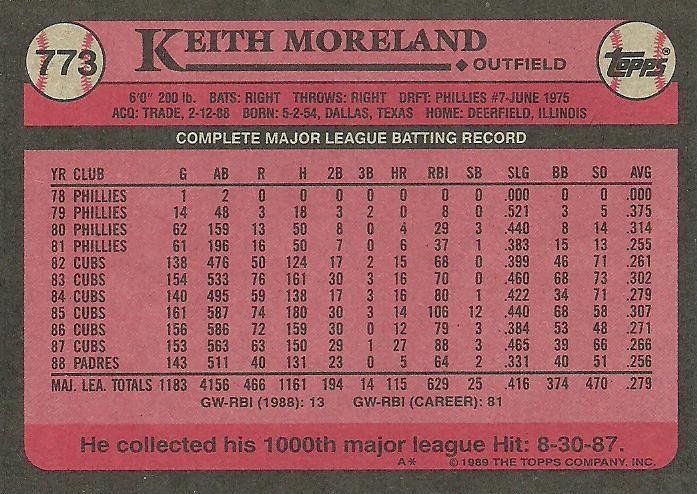 773
KEITH MORELAND
OUTFIELD
TOPPS®
6'0" 200 lb. BATS: RIGHT THROWS: RIGHT DRFT: PHILLIES #7-JUNE 1975
ACQ: TRADE, 2-12-88 BORN: 5-2-54, DALLAS, TEXAS HOME: DEERFIELD, ILLINOIS
COMPLETE MAJOR LEAGUE BATTING RECORD
YR CLUB G AB R H 2B 3B HR RBI SB SLG BB SO AVG
78 PHILLIES 1 2 0 0 0 0 0 0 0 .000 0 0 .000
79 PHILLIES 14 48 3 18 3 2 0 8 0 .521 3 5 .375
80 PHILLIES 62 159 13 50 8 0 4 29 3 .440 8 14 .314
81 PHILLIES 61 196 16 50 7 0 6 37 1 .383 15 13 .255
82 CUBS 138 476 50 124 17 2 15 68 0 .399 46 71 .261
83 CUBS 154 533 76 161 30 3 16 70 0 .460 68 73 .302
84 CUBS 140 495 59 138 17 3 16 80 1 .422 34 71 .279
85 CUBS 161 587 74 180 30 3 14 106 12 .440 68 58 .307
86 CUBS 156 586 72 159 30 0 12 79 3 .384 53 48 .271
87 CUBS 153 563 63 150 29 1 27 88 3 .465 39 66 .266
88 PADRES 143 511 40 131 23 0 5 64 2 .331 40 51 .256
MAJ. LEA. TOTALS 1183 4156 466 1161 194 14 115 629 25 .416 374 470 .279
GW-RBI (1988): 13 GW-RBI (CAREER): 81
He collected his 1000th major league Hit: 8-30-87.
A* ©1989 THE TOPPS COMPANY, INC.